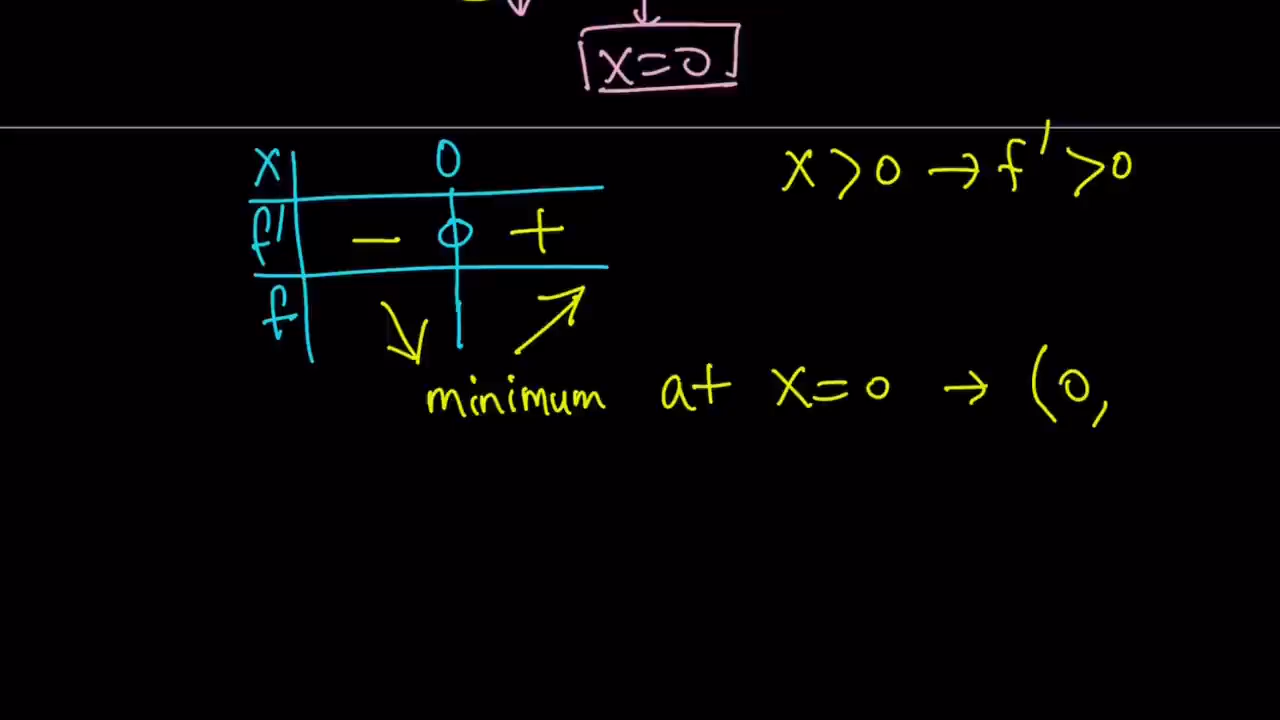 x=0
x 0
f' - 0 +
f
x>0 → f'>0
minimum at x=0 → (0,